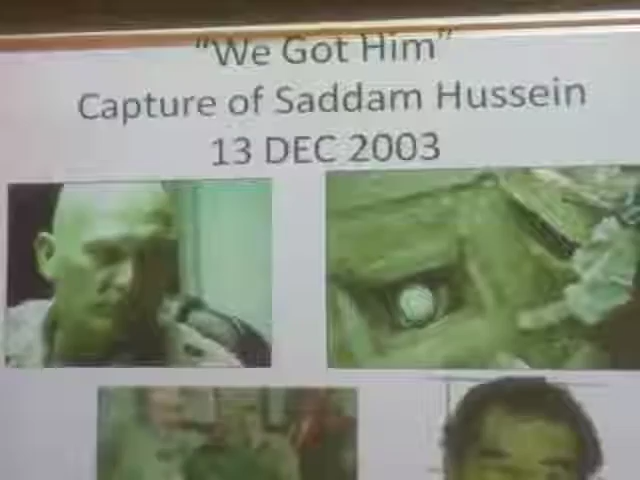 “We Got Him”
Capture of Saddam Hussein
13 DEC 2003